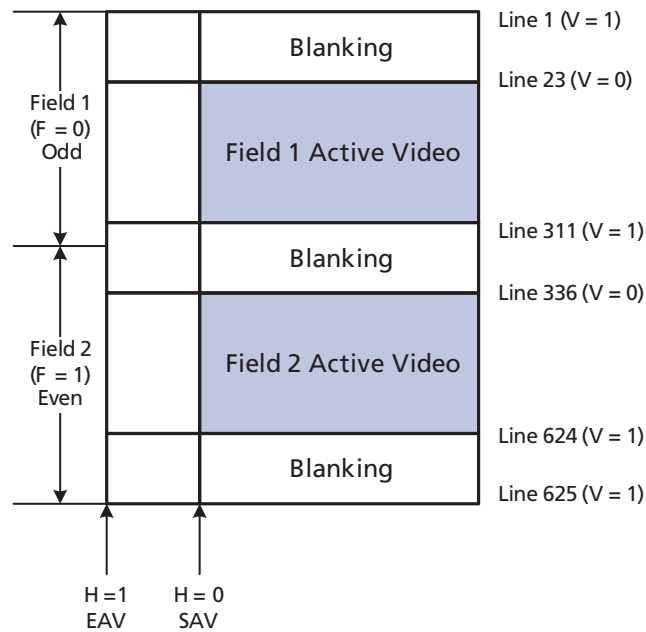 Line 1 (V = 1)
Blanking
Line 23 (V = 0)
Field 1
(F = 0)
Odd
Field 1 Active Video
Line 311 (V = 1)
Blanking
Line 336 (V = 0)
Field 2
(F = 1)
Even
Field 2 Active Video
Line 624 (V = 1)
Blanking
Line 625 (V = 1)
H =1
EAV
H = 0
SAV